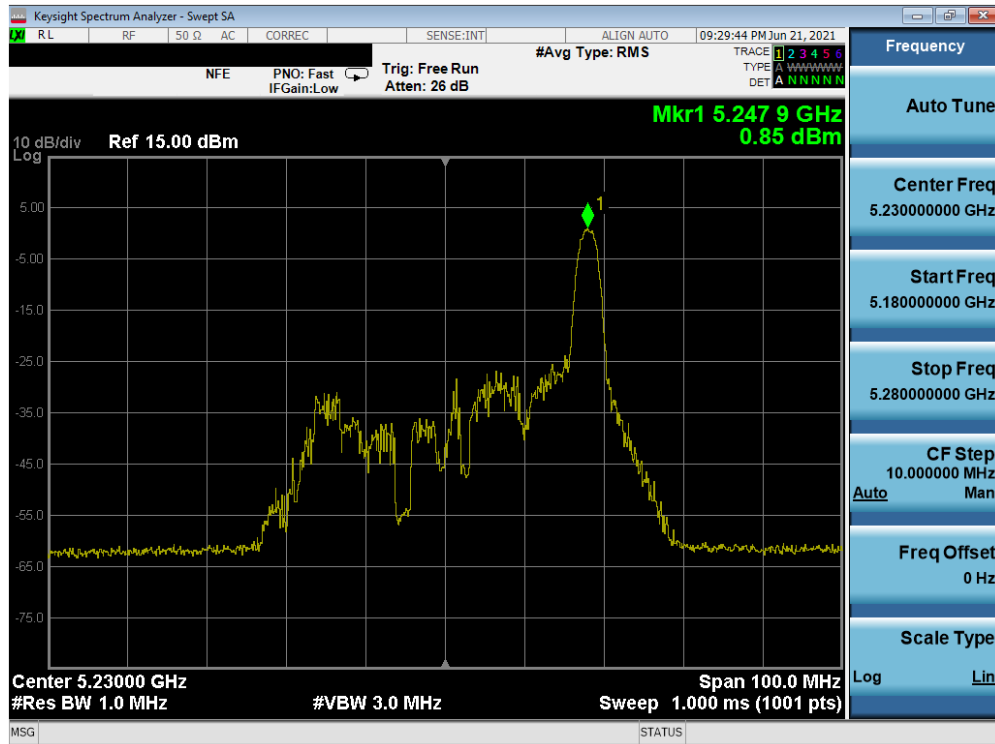 Keysight Spectrum Analyzer - Swept SA
LXI RL RF 50 Ω AC CORREC SENSE:INT ALIGN AUTO 09:29:44 PM Jun 21, 2021
#Avg Type: RMS TRACE 1 2 3 4 5 6
NFE PNO: Fast Trig: Free Run TYPE A W W W W W
IFGain:Low Atten: 26 dB DET A N N N N N
Mkr1 5.247 9 GHz
0.85 dBm
10 dB/div Ref 15.00 dBm
Log
1
5.00
-5.00
-15.0
-25.0
-35.0
-45.0
-55.0
-65.0
-75.0
Center 5.23000 GHz Span 100.0 MHz
#Res BW 1.0 MHz #VBW 3.0 MHz Sweep 1.000 ms (1001 pts)
MSG STATUS
Frequency
Auto Tune
Center Freq
5.230000000 GHz
Start Freq
5.180000000 GHz
Stop Freq
5.280000000 GHz
CF Step
10.000000 MHz
Auto Man
Freq Offset
0 Hz
Scale Type
Log Lin